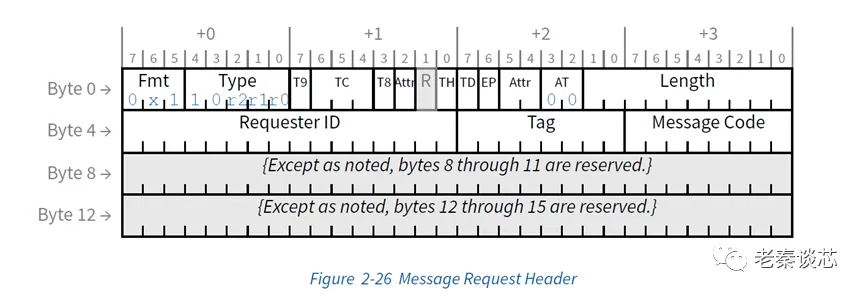 +0 +1 +2 +3
7 6 5 4 3 2 1 0 7 6 5 4 3 2 1 0 7 6 5 4 3 2 1 0 7 6 5 4 3 2 1 0
Byte 0 → Fmt Type T9 TC T8 Attr R TH TD EP Attr AT Length
0 x 1 1 0 r2 r1 r0 0 0
Byte 4 → Requester ID Tag Message Code
Byte 8 → {Except as noted, bytes 8 through 11 are reserved.}
Byte 12 → {Except as noted, bytes 12 through 15 are reserved.}
老秦谈芯
Figure 2-26 Message Request Header